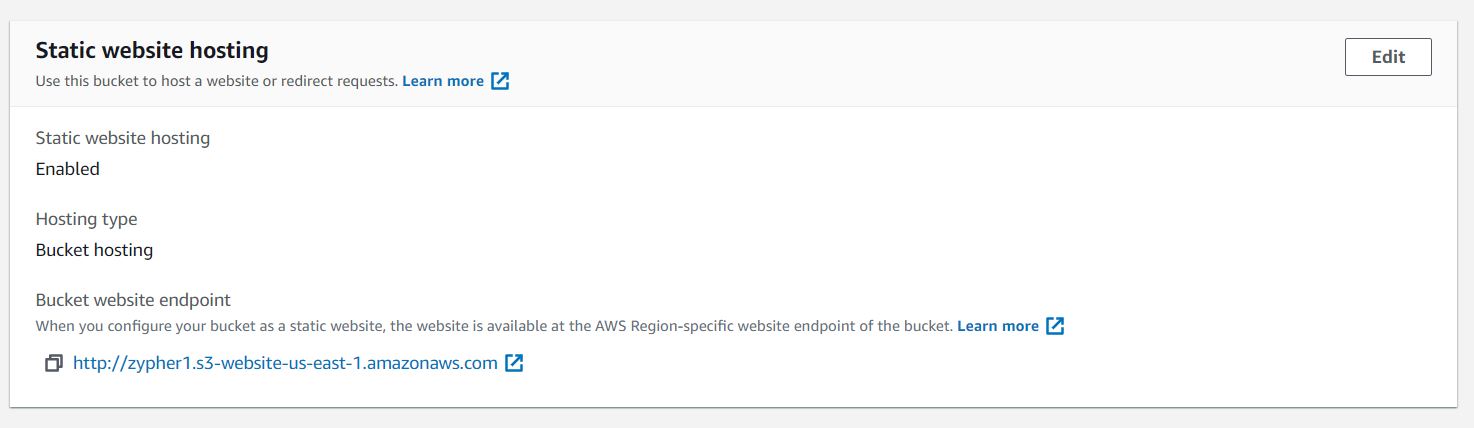 Static website hosting
Edit
Use this bucket to host a website or redirect requests. Learn more
Static website hosting
Enabled
Hosting type
Bucket hosting
Bucket website endpoint
When you configure your bucket as a static website, the website is available at the AWS Region-specific website endpoint of the bucket. Learn more
http://zypher1.s3-website-us-east-1.amazonaws.com